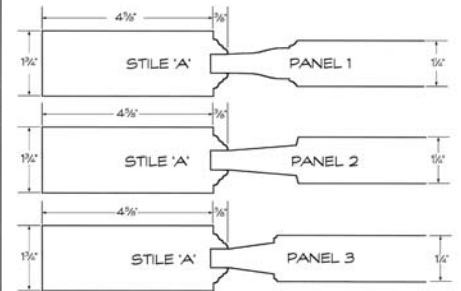 4⅝" ⅜"
1¾" STILE 'A' PANEL 1 1¼"
4⅝" ⅜"
1¾" STILE 'A' PANEL 2 1¼"
4⅝" ⅜"
1¾" STILE 'A' PANEL 3 1¼"